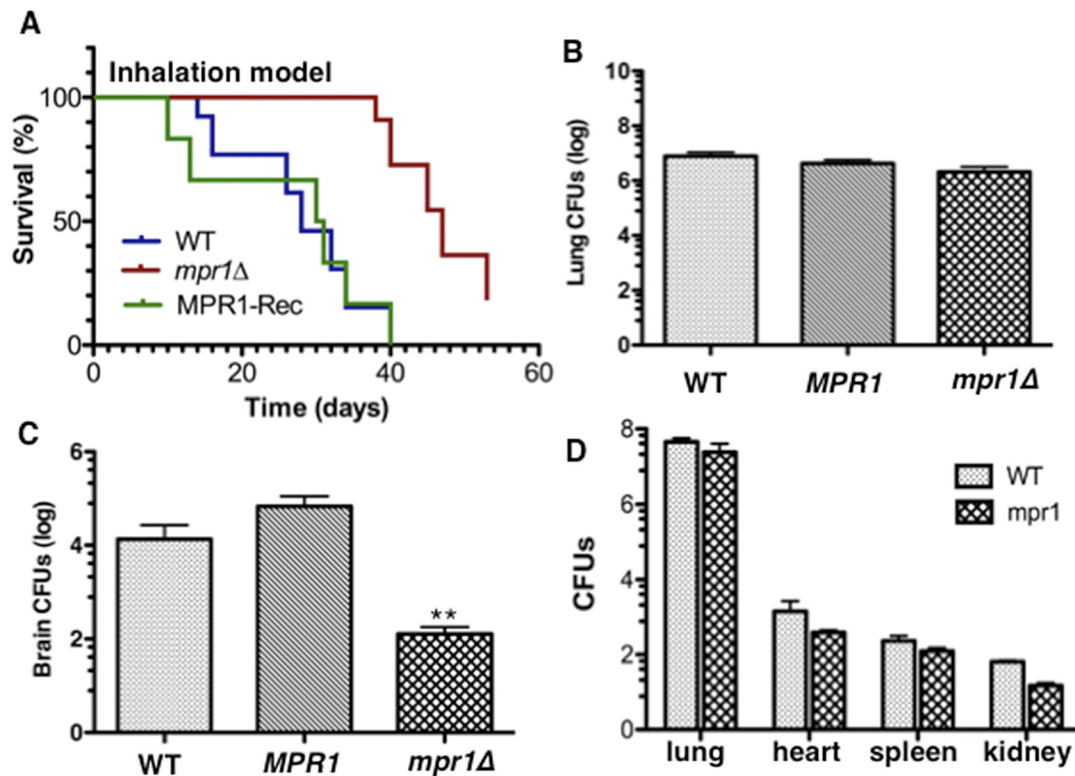 A
Inhalation model
Survival (%)
100
50
0
WT
mpr1Δ
MPR1-Rec
0 20 40 60
Time (days)
B
Lung CFUs (log)
10
8
6
4
2
0
WT MPR1 mpr1Δ
C
Brain CFUs (log)
6
4
2
0
**
WT MPR1 mpr1Δ
D
CFUs
8
6
4
2
0
WT
mpr1
lung heart spleen kidney